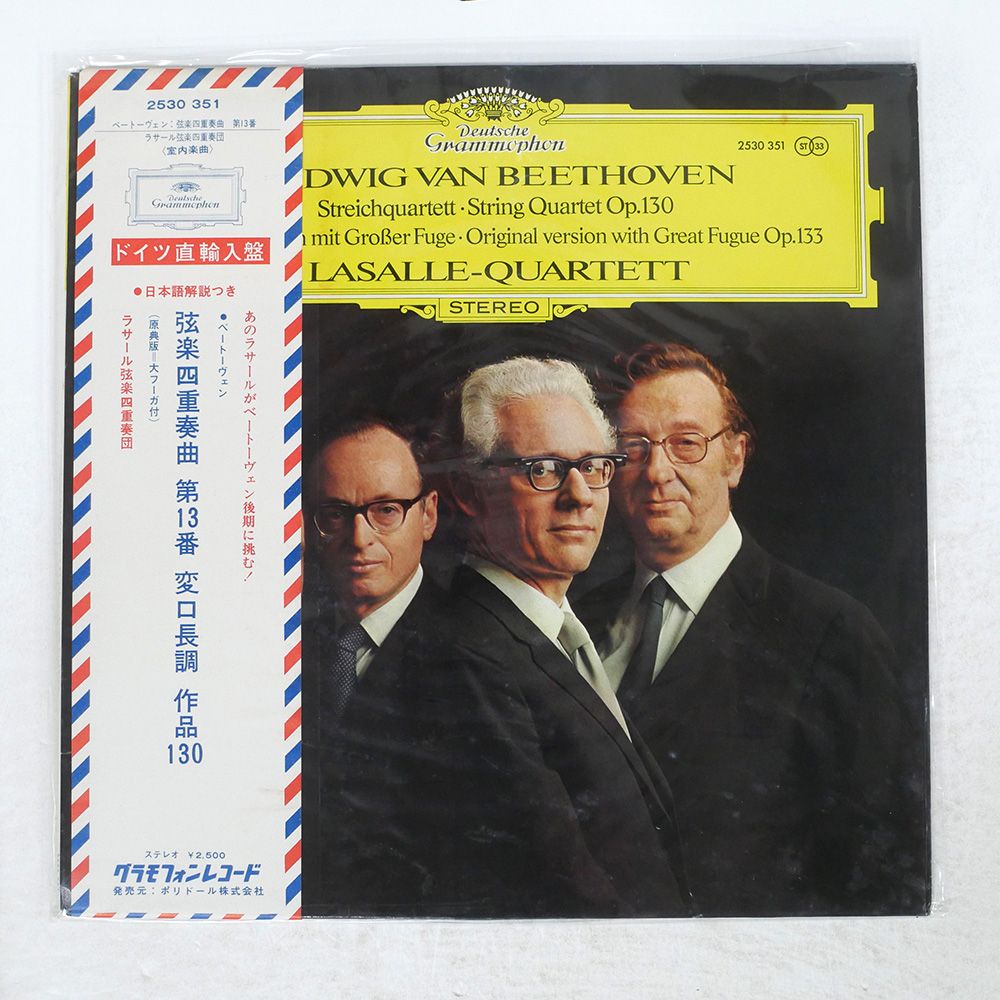 2530 351
ベートーヴェン:弦楽四重奏曲 第13番
ラサール弦楽四重奏団
〈室内楽曲〉
Deutsche
Grammophon
ドイツ直輸入盤
●日本語解説つき
あのラサールがベートーヴェン後期に挑む!
●ベートーヴェン
弦楽四重奏曲 第13番 変ロ長調 作品130
(原典版=大フーガ付)
ラサール弦楽四重奏団
ステレオ ¥2,500
グラモフォンレコード
発売元:ポリドール株式会社
Deutsche
Grammophon
2530 351 ST 33
DWIG VAN BEETHOVEN
Streichquartett · String Quartet Op.130
mit Großer Fuge · Original version with Great Fugue Op.133
LASALLE-QUARTETT
STEREO